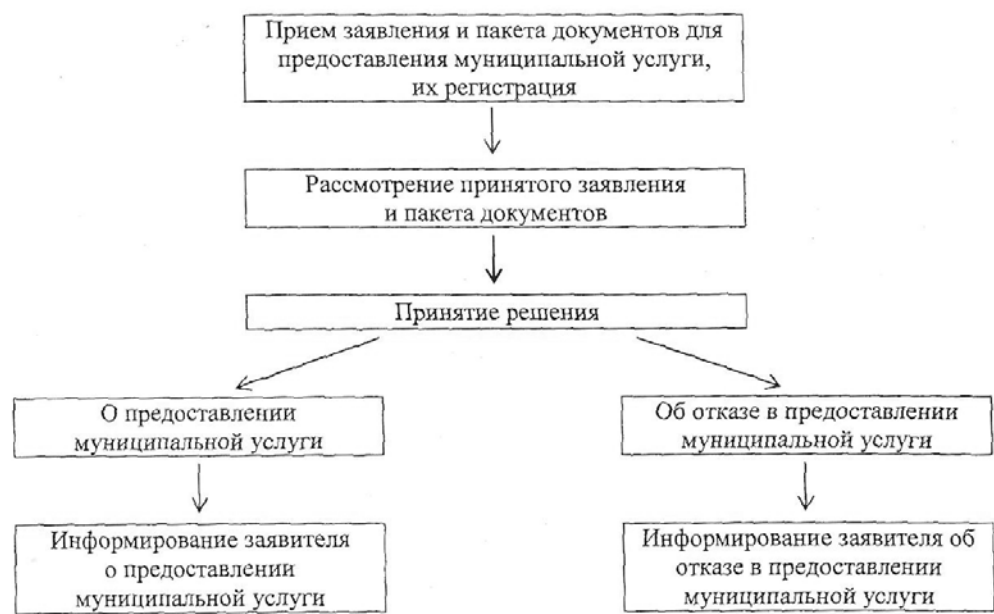 Прием заявления и пакета документов для
предоставления муниципальной услуги,
их регистрация
Рассмотрение принятого заявления
и пакета документов
Принятие решения
О предоставлении
муниципальной услуги
Об отказе в предоставлении
муниципальной услуги
Информирование заявителя
о предоставлении
муниципальной услуги
Информирование заявителя об
отказе в предоставлении
муниципальной услуги